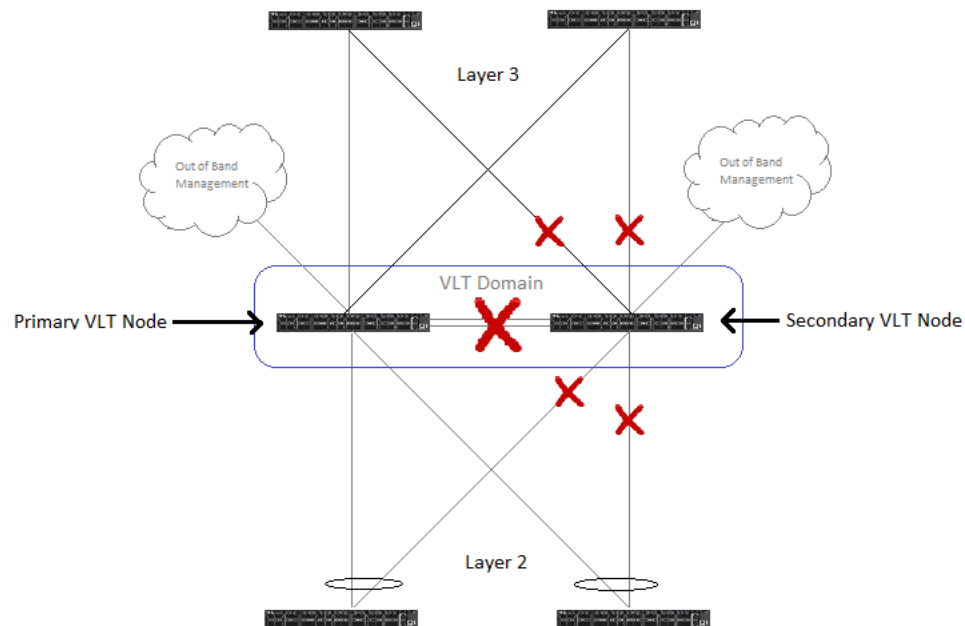 Layer 3
Out of Band
Management
Out of Band
Management
VLT Domain
Primary VLT Node
Secondary VLT Node
Layer 2